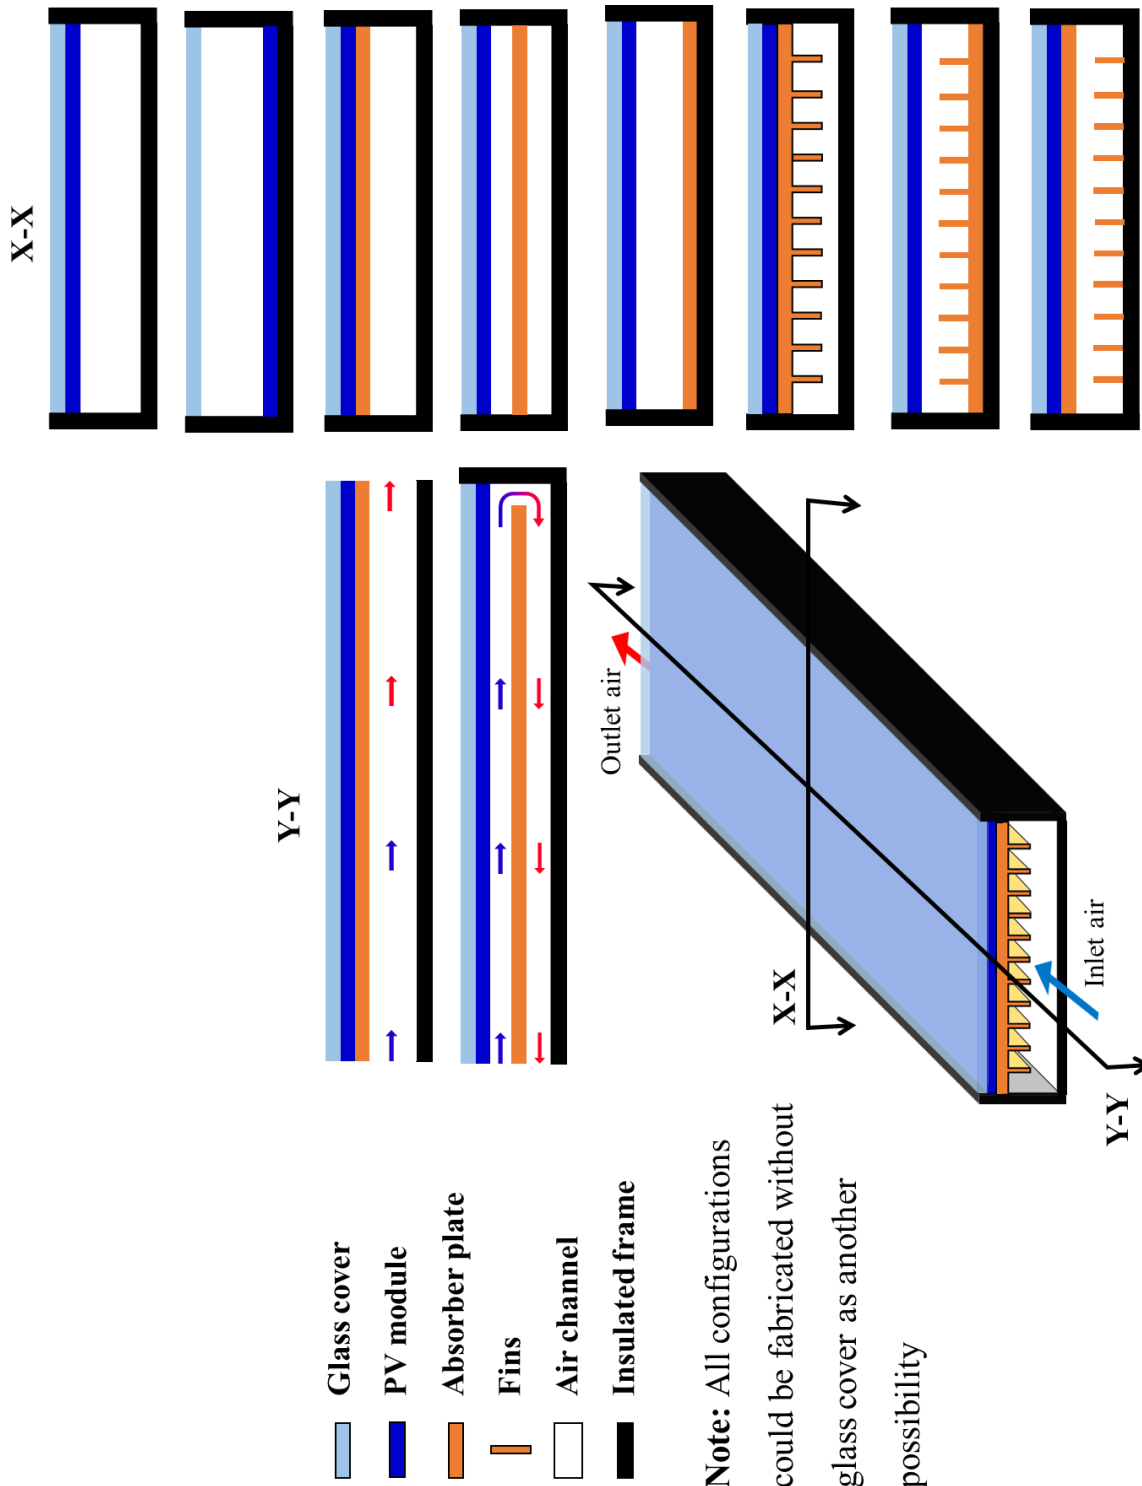 X-X
Y-Y
Glass cover
PV module
Absorber plate
Fins
Air channel
Insulated frame
Note: All configurations
could be fabricated without
glass cover as another
possibility
Outlet air
X-X
Inlet air
Y-Y